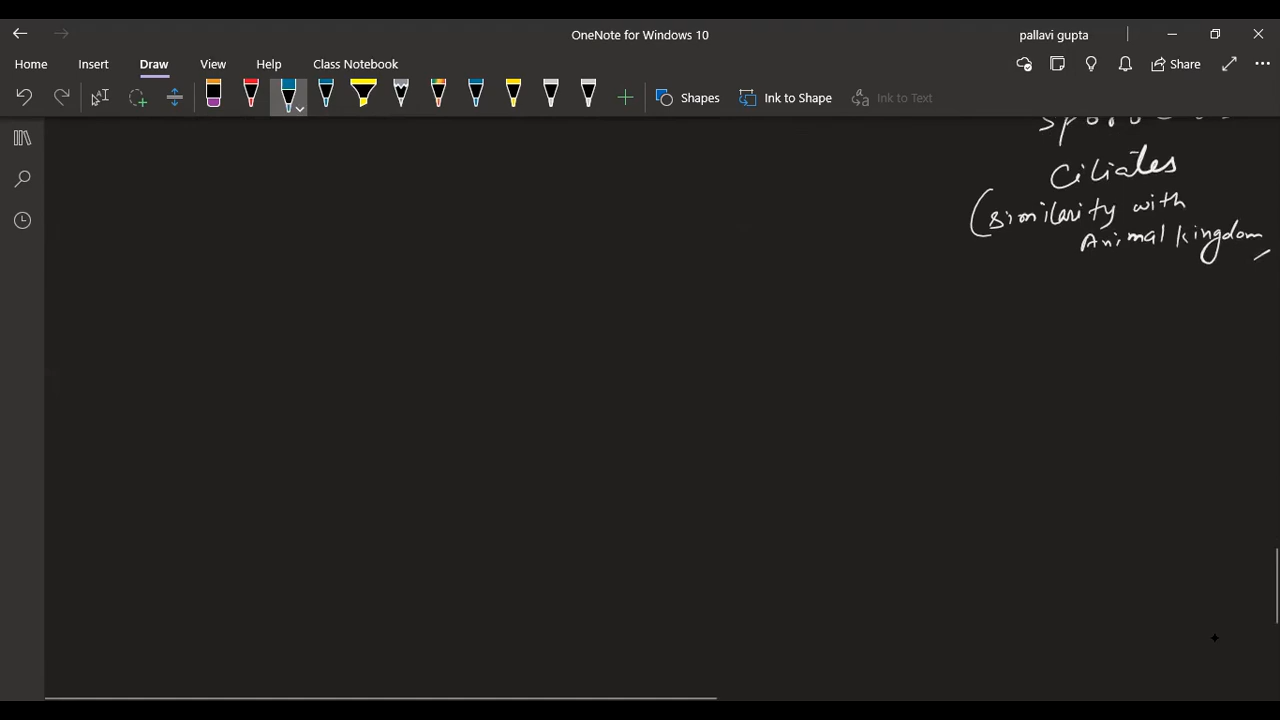 OneNote for Windows 10
pallavi gupta
Home Insert Draw View Help Class Notebook
Share
Shapes Ink to Shape Ink to Text
Ciliates
(similarity with
Animal kingdom